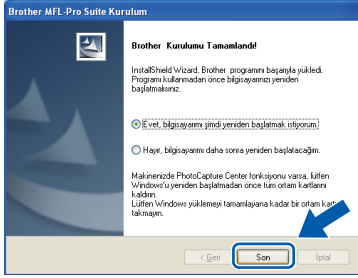 Brother MFL-Pro Suite Kurulum
Brother Kurulumu Tamamlandı!
InstallShield Wizard, Brother programını başarıyla yükledi.
Programı kullanmadan önce bilgisayarınızı yeniden
başlatmalısınız.
Evet, bilgisayarımı şimdi yeniden başlatmak istiyorum.
Hayır, bilgisayarımı daha sonra yeniden başlatacağım.
Makinenizde PhotoCapture Center fonksiyonu varsa, lütfen
Windows'u yeniden başlatmadan önce tüm ortam kartlarını
kaldırın.
Lütfen Windows yüklemeyi tamamlayana kadar bir ortam
takmayın.
< Geri
Son
İptal